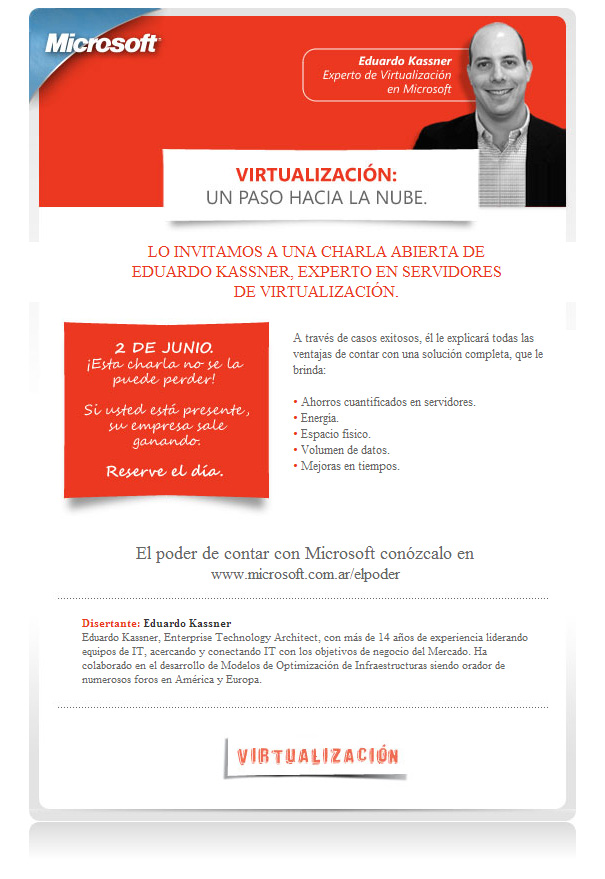 Microsoft
Eduardo Kassner
Experto de Virtualización
en Microsoft
VIRTUALIZACIÓN:
UN PASO HACIA LA NUBE.
LO INVITAMOS A UNA CHARLA ABIERTA DE
EDUARDO KASSNER, EXPERTO EN SERVIDORES
DE VIRTUALIZACIÓN.
2 DE JUNIO.
¡Esta charla no se la
puede perder!
Si usted está presente,
su empresa sale
ganando.
Reserve el día.
A través de casos exitosos, él le explicará todas las
ventajas de contar con una solución completa, que le
brinda:
• Ahorros cuantificados en servidores.
• Energia.
• Espacio fisico.
• Volumen de datos.
• Mejoras en tiempos.
El poder de contar con Microsoft conózcalo en
www.microsoft.com.ar/elpoder
Disertante: Eduardo Kassner
Eduardo Kassner, Enterprise Technology Architect, con más de 14 años de experiencia liderando
equipos de IT, acercando y conectando IT con los objetivos de negocio del Mercado. Ha
colaborado en el desarrollo de Modelos de Optimización de Infraestructuras siendo orador de
numerosos foros en América y Europa.
VIRTUALIZACIÓN